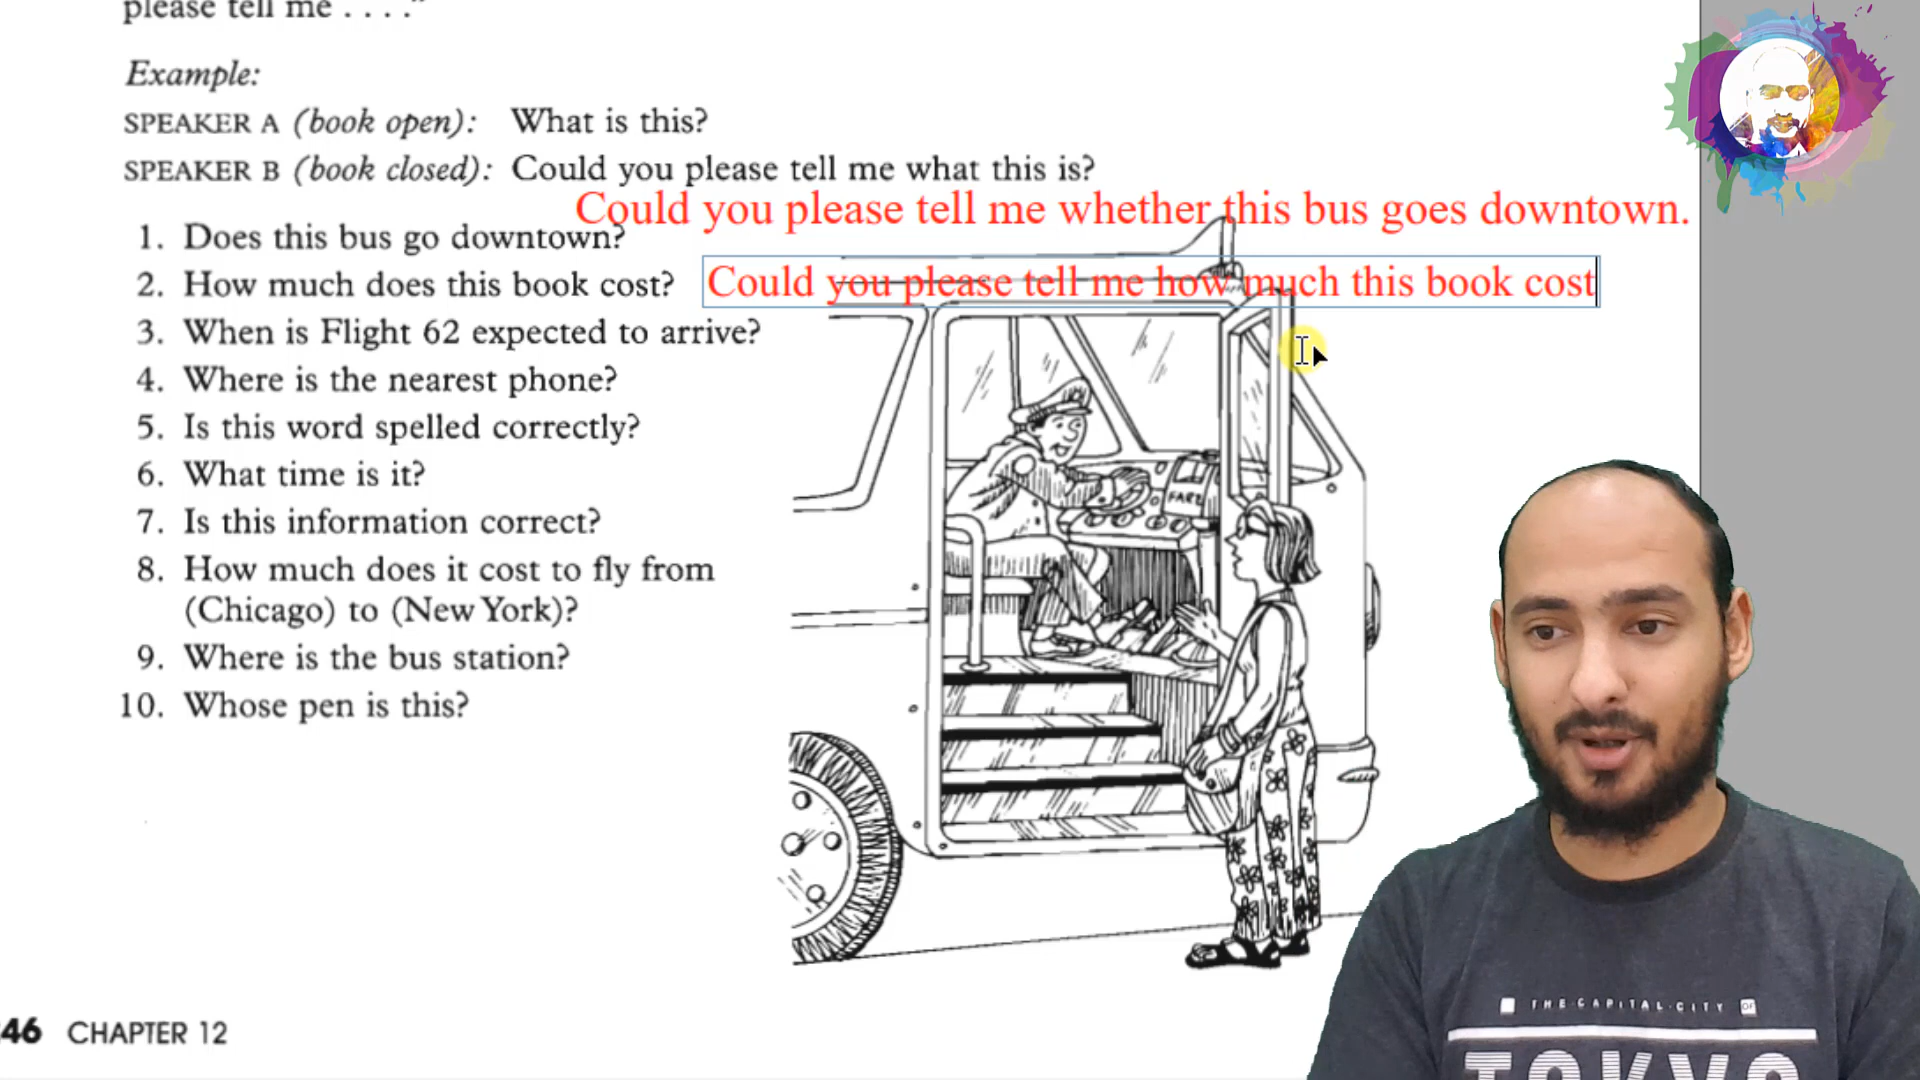 please tell me . . . ."
Example:
SPEAKER A (book open): What is this?
SPEAKER B (book closed): Could you please tell me what this is?
Could you please tell me whether this bus goes downtown.
1. Does this bus go downtown?
2. How much does this book cost? Could you please tell me how much this book cost
3. When is Flight 62 expected to arrive?
4. Where is the nearest phone?
5. Is this word spelled correctly?
6. What time is it?
7. Is this information correct?
8. How much does it cost to fly from
(Chicago) to (New York)?
9. Where is the bus station?
10. Whose pen is this?
FARE
46 CHAPTER 12
THE CAPITAL CITY OF
TOKYO